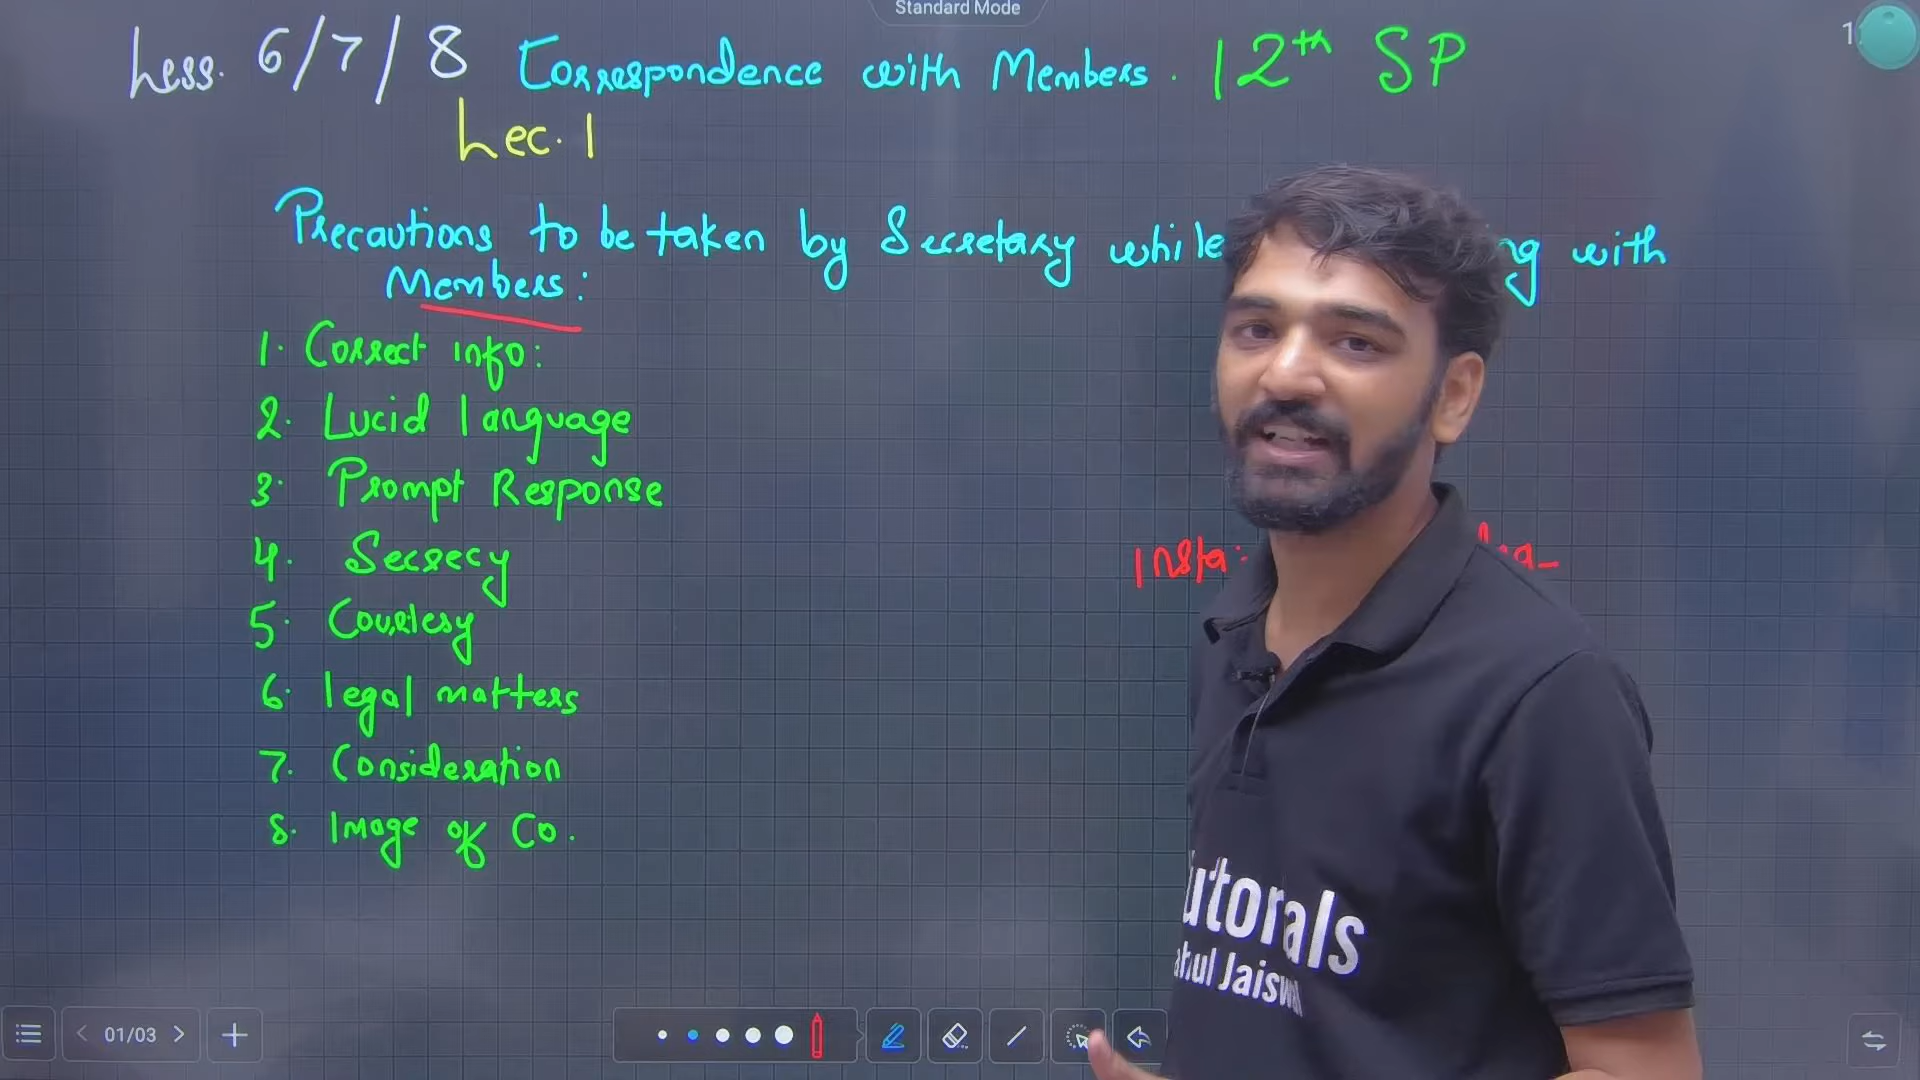 Standard Mode
Less. 6/7/8 Correspondence with Members. 12th SP
Lec. 1
Precautions to be taken by Secretary while with
Members:
1. Correct info:
2. Lucid language
3. Prompt Response
4. Secrecy
5. Courtesy
6. legal matters
7. Consideration
8. Image of Co.
Insta:
utorals
ahul Jaiswal
01/03